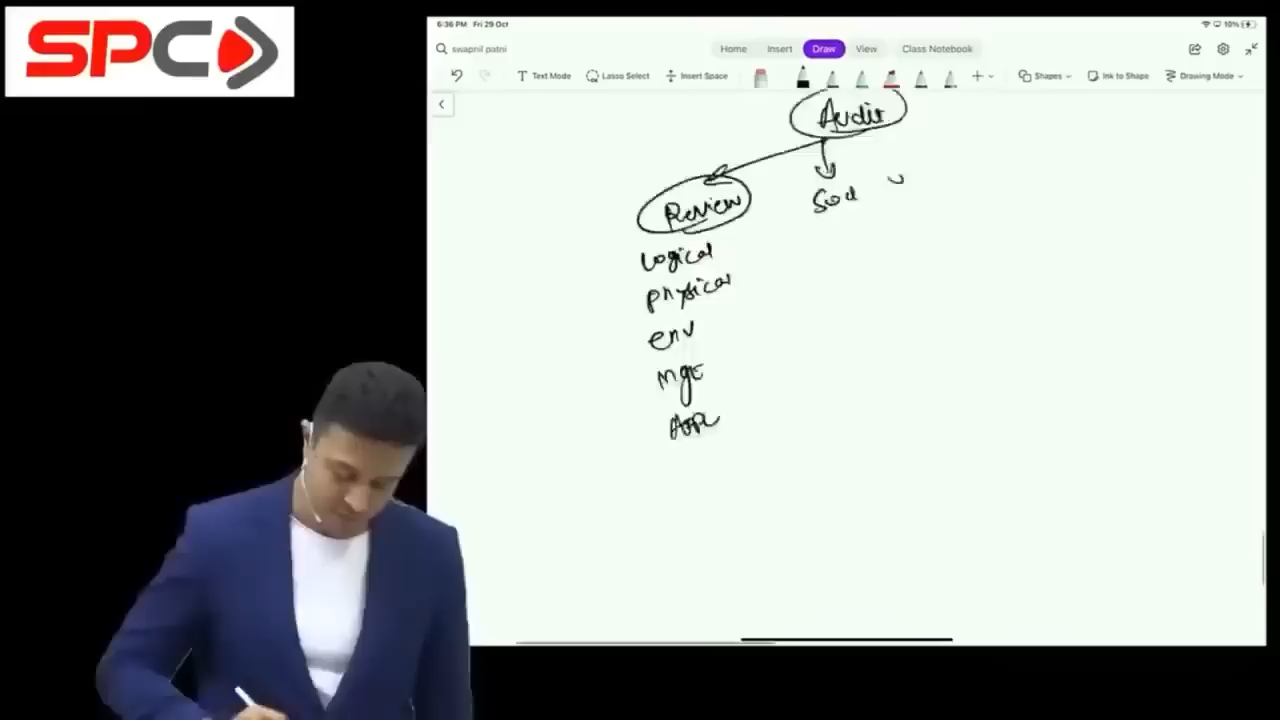 SPC
6:36 PM Fri 29 Oct
10%
swapnil patni
Home Insert Draw View Class Notebook
Text Mode Lasso Select Insert Space Shapes Ink to Shape Drawing Mode
Audit
Review
SoD
Logical
physical
env
mgt